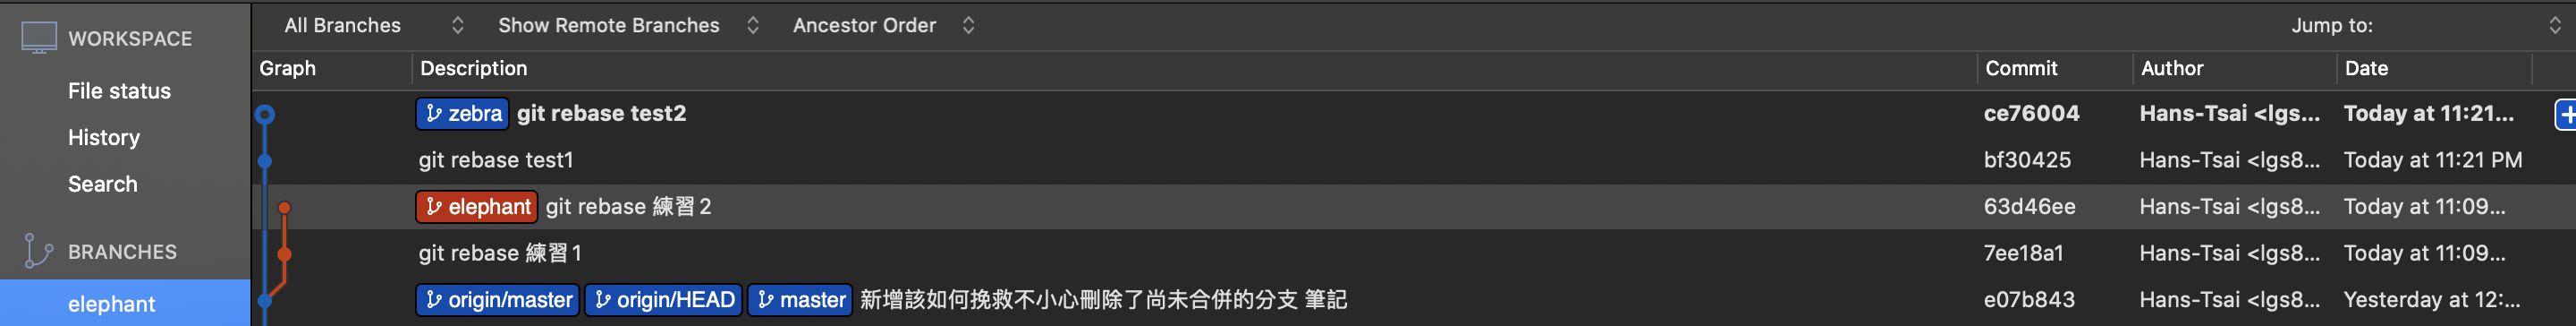 WORKSPACE
File status
History
Search
BRANCHES
elephant
All Branches Show Remote Branches Ancestor Order Jump to:
Graph Description Commit Author Date
zebra git rebase test2 ce76004 Hans-Tsai <lgs... Today at 11:21...
git rebase test1 bf30425 Hans-Tsai <lgs8... Today at 11:21 PM
elephant git rebase 練習2 63d46ee Hans-Tsai <lgs8... Today at 11:09...
git rebase 練習1 7ee18a1 Hans-Tsai <lgs8... Today at 11:09...
origin/master origin/HEAD master 新增該如何挽救不小心刪除了尚未合併的分支 筆記 e07b843 Hans-Tsai <lgs8... Yesterday at 12:...